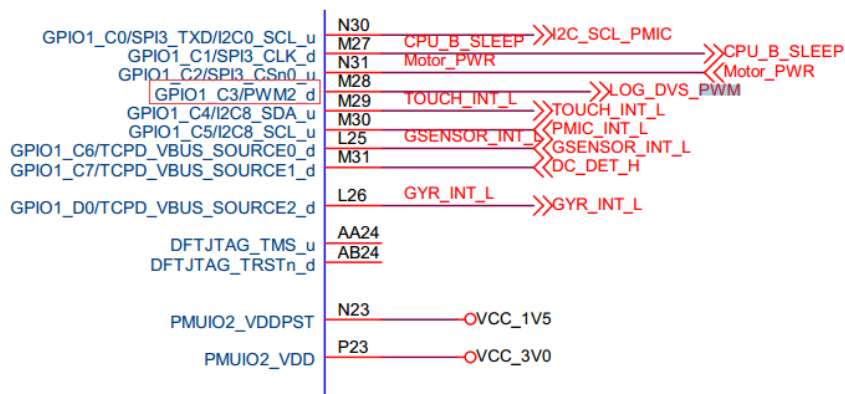 GPIO1_C0/SPI3_TXD/I2C0_SCL_u N30 I2C_SCL_PMIC
GPIO1_C1/SPI3_CLK_d M27 CPU_B_SLEEP CPU_B_SLEEP
GPIO1_C2/SPI3_CSn0_u N31 Motor_PWR Motor_PWR
GPIO1_C3/PWM2_d M28 LOG_DVS_PWM
GPIO1_C4/I2C8_SDA_u M29 TOUCH_INT_L TOUCH_INT_L
GPIO1_C5/I2C8_SCL_u M30 PMIC_INT_L
GPIO1_C6/TCPD_VBUS_SOURCE0_d L25 GSENSOR_INT_L GSENSOR_INT_L
GPIO1_C7/TCPD_VBUS_SOURCE1_d M31 DC_DET_H
GPIO1_D0/TCPD_VBUS_SOURCE2_d L26 GYR_INT_L GYR_INT_L
DFTJTAG_TMS_u AA24
DFTJTAG_TRSTn_d AB24
PMUIO2_VDDPST N23 VCC_1V5
PMUIO2_VDD P23 VCC_3V0